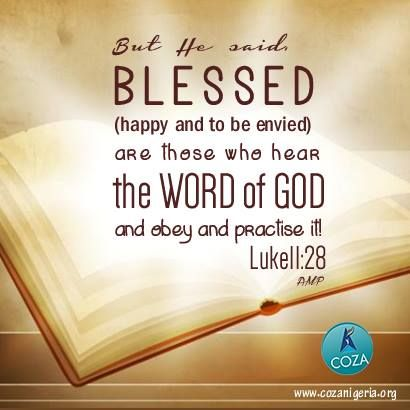 But He said,
BLESSED
(happy and to be envied)
are those who hear
the WORD of GOD
and obey and practise it!
Luke11:28
AMP
COZA
www.cozanigeria.org